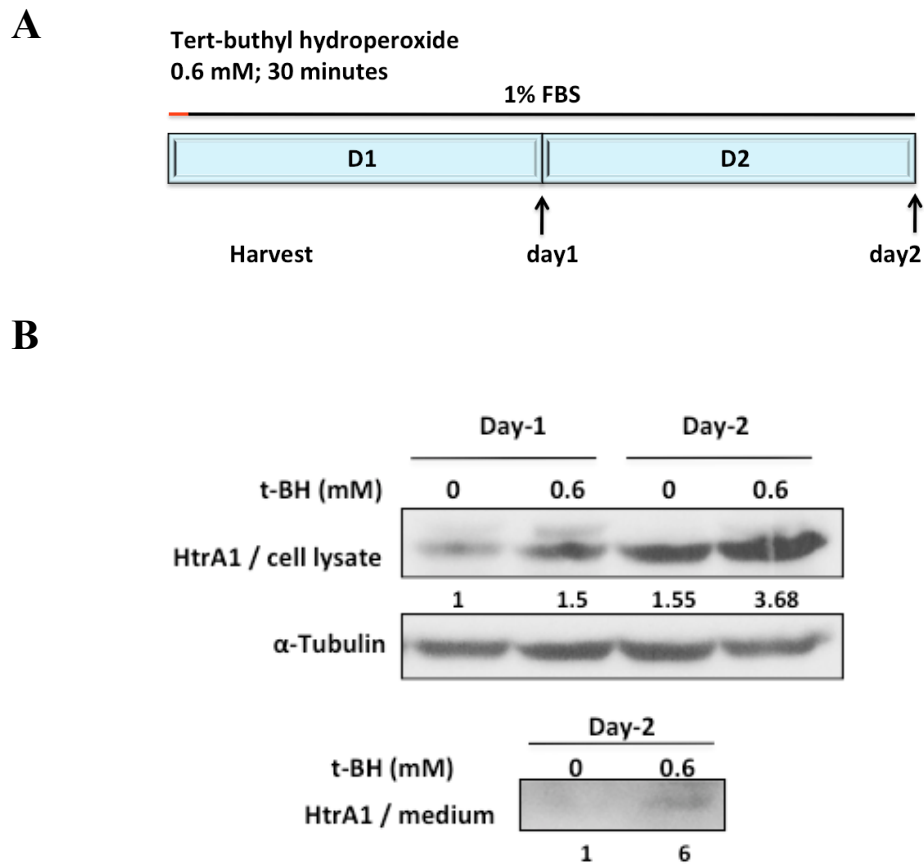 A
Tert-buthyl hydroperoxide
0.6 mM; 30 minutes
1% FBS
D1 D2
Harvest day1 day2
B
Day-1 Day-2
t-BH (mM) 0 0.6 0 0.6
HtrA1 / cell lysate
1 1.5 1.55 3.68
α-Tubulin
Day-2
t-BH (mM) 0 0.6
HtrA1 / medium
1 6